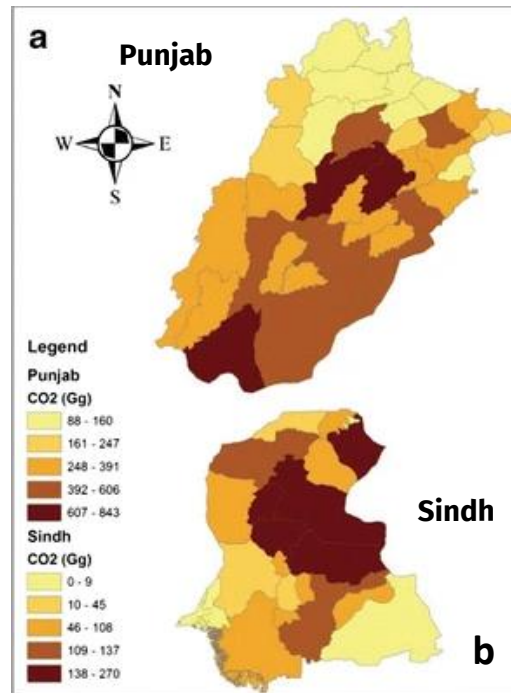 a
Punjab
N
W E
S
Legend
Punjab
CO2 (Gg)
88 - 160
161 - 247
248 - 391
392 - 606
607 - 843
Sindh
CO2 (Gg)
0 - 9
10 - 45
46 - 108
109 - 137
138 - 270
Sindh
b